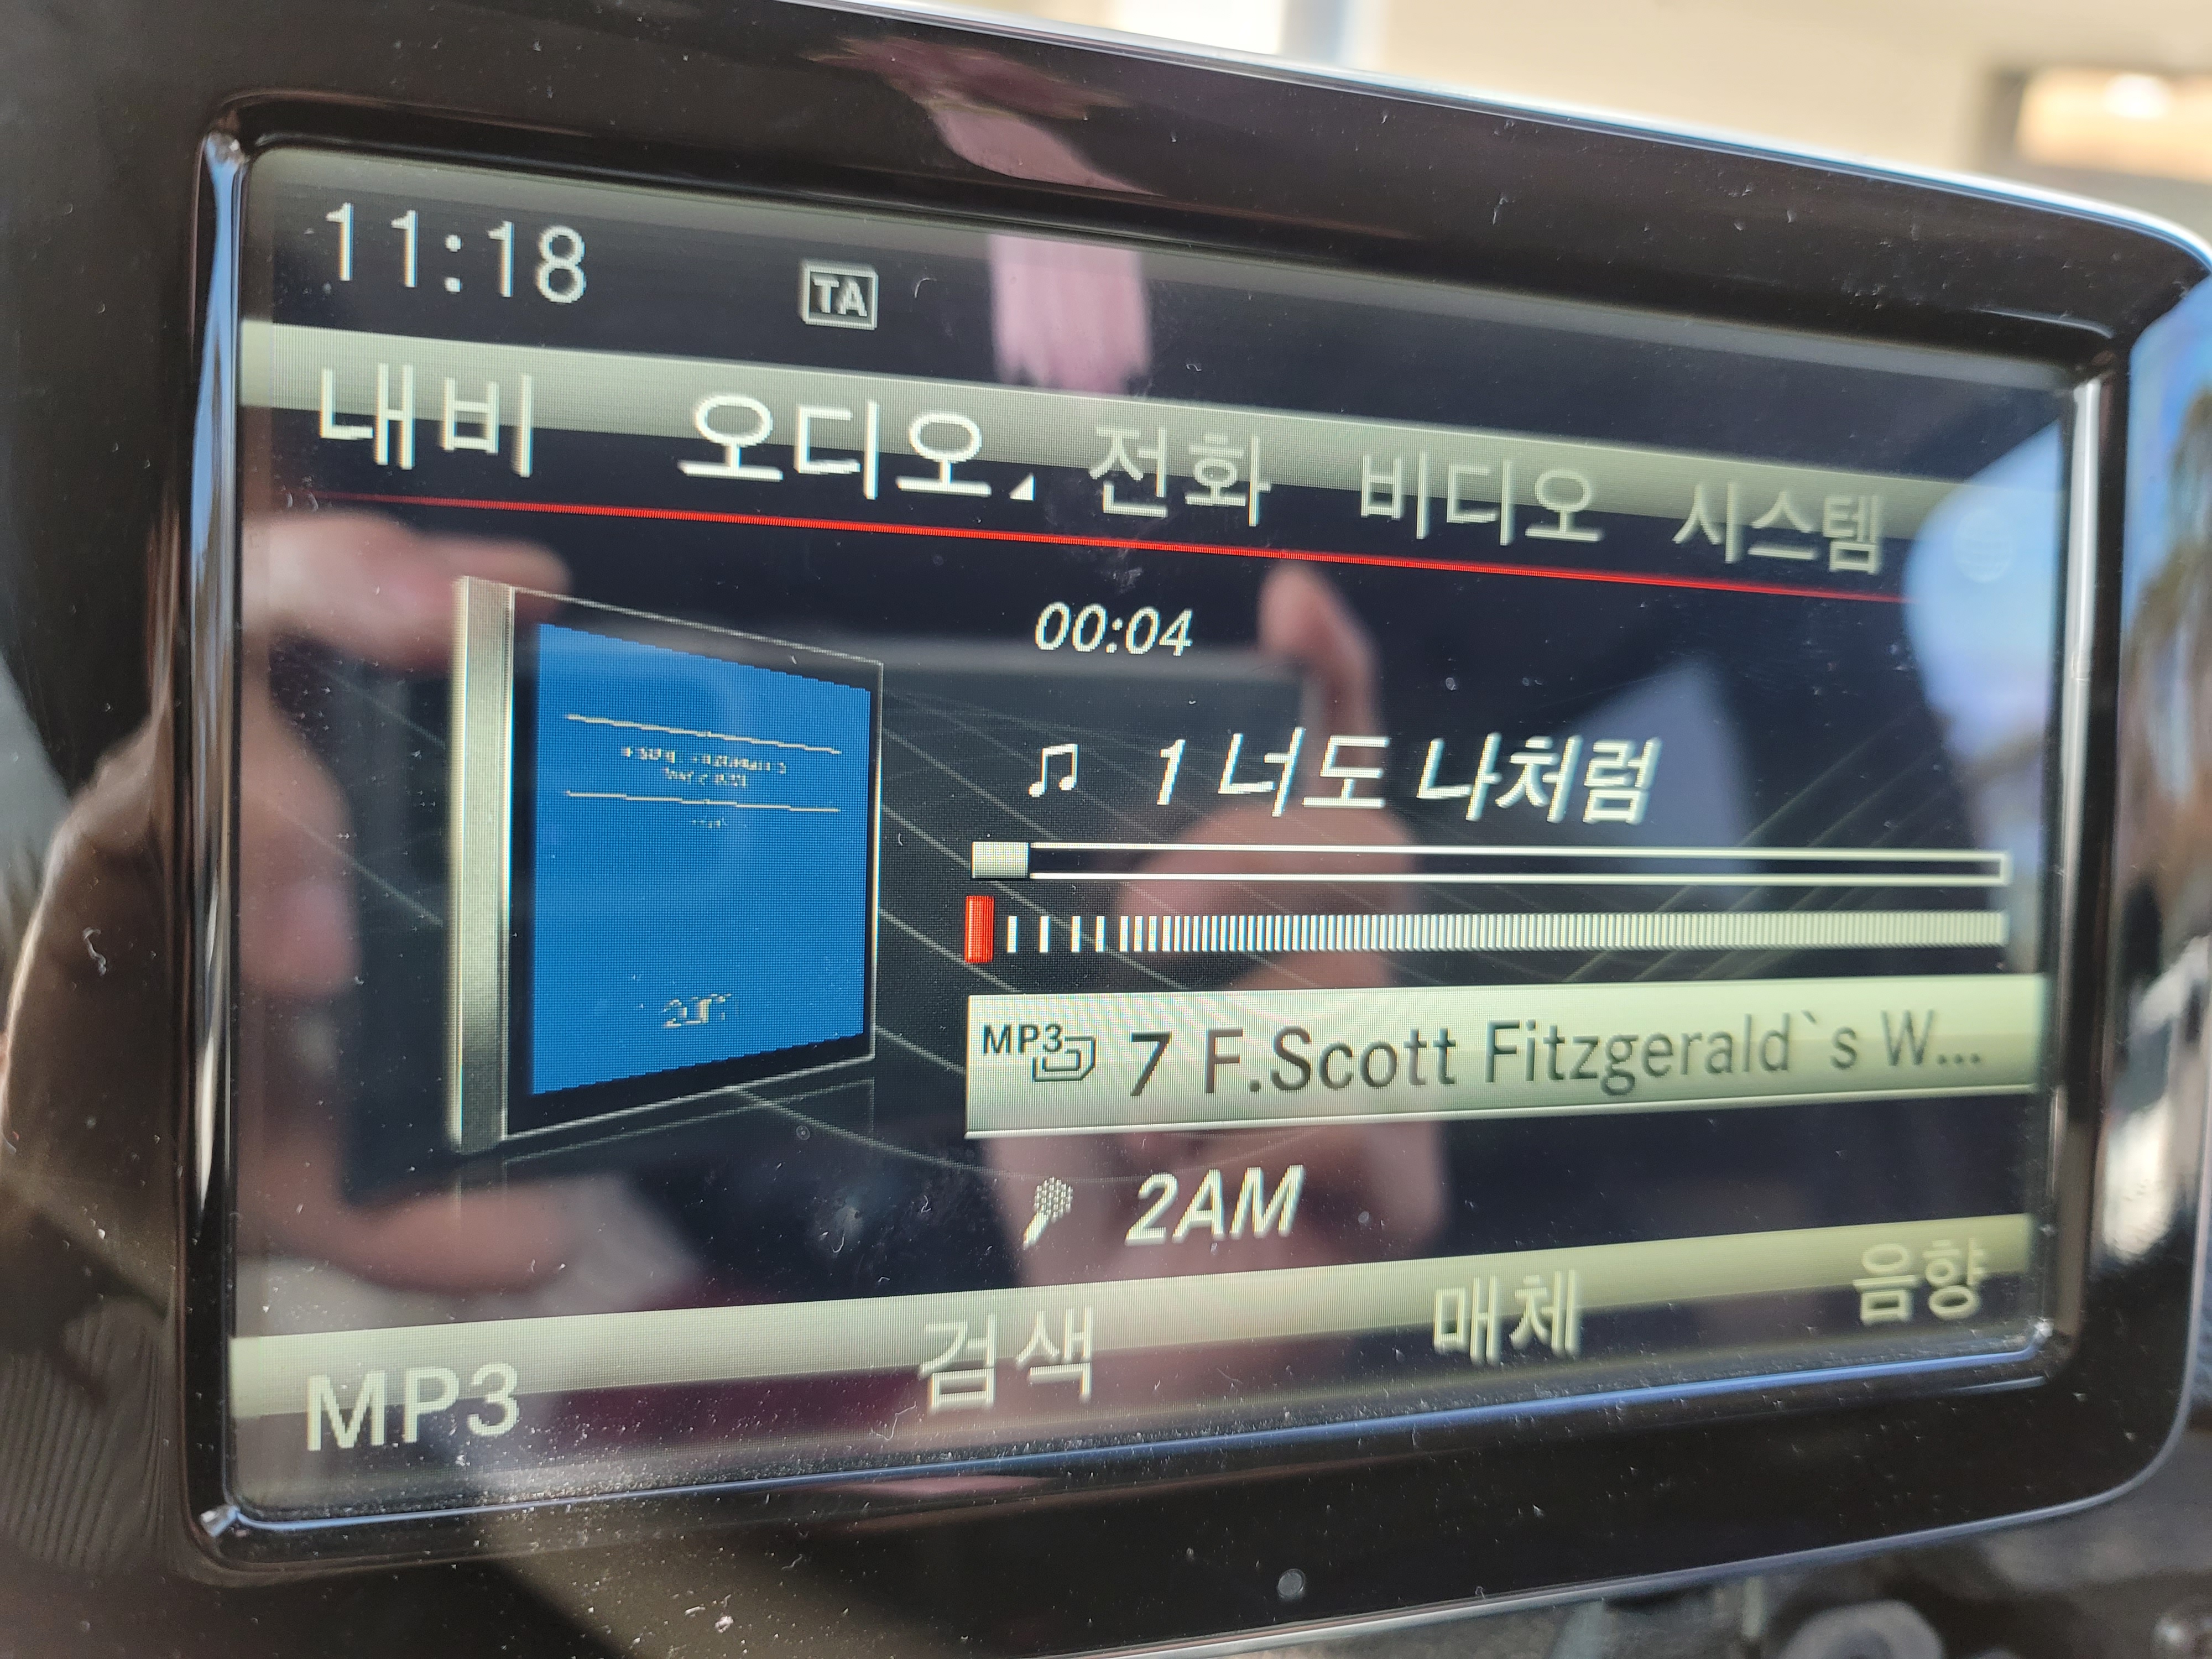 11:18 TA
내비 오디오 전화 비디오 시스템
00:04
1 너도 나처럼
MP3 7 F.Scott Fitzgerald`s W...
2AM
MP3 검색 매체 음향